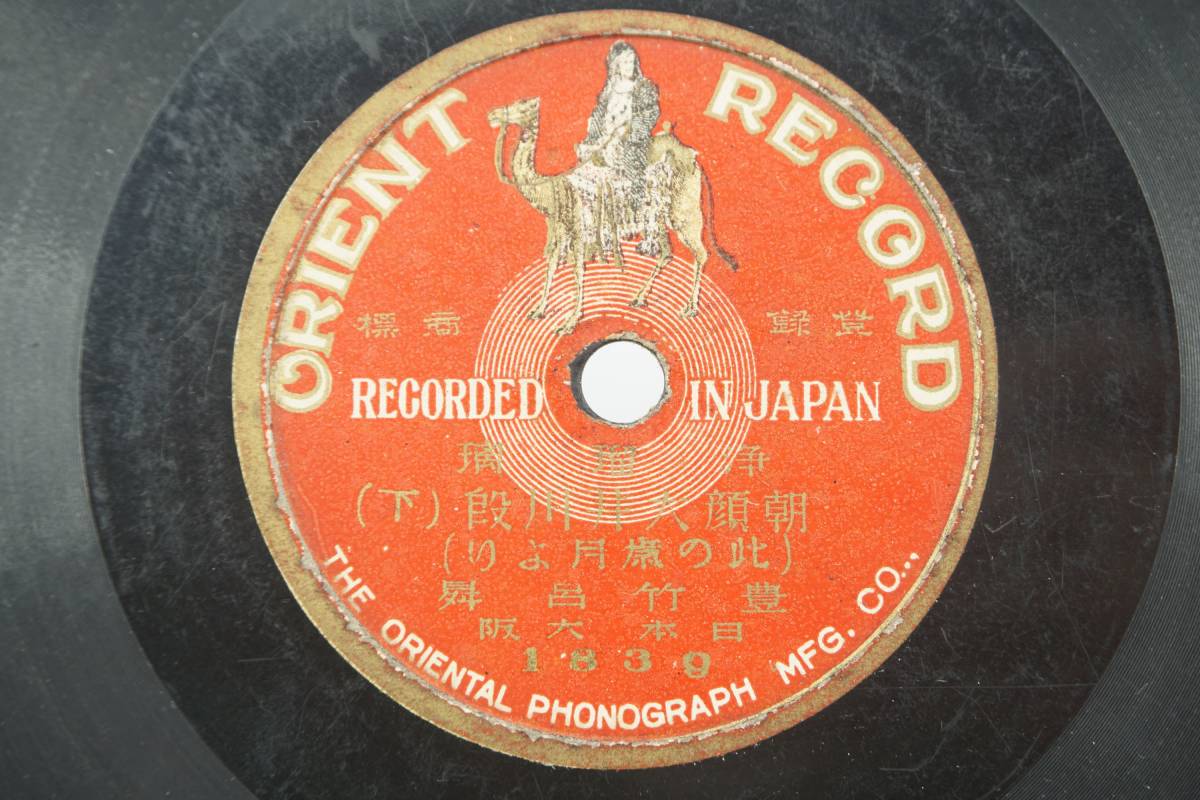 ORIENT RECORD
登録商標
RECORDED IN JAPAN
浄瑠璃
朝顔大井川段(下)
(此の歳月より)
豊竹呂昇
日本大阪
1839
THE ORIENTAL PHONOGRAPH MFG. CO..,